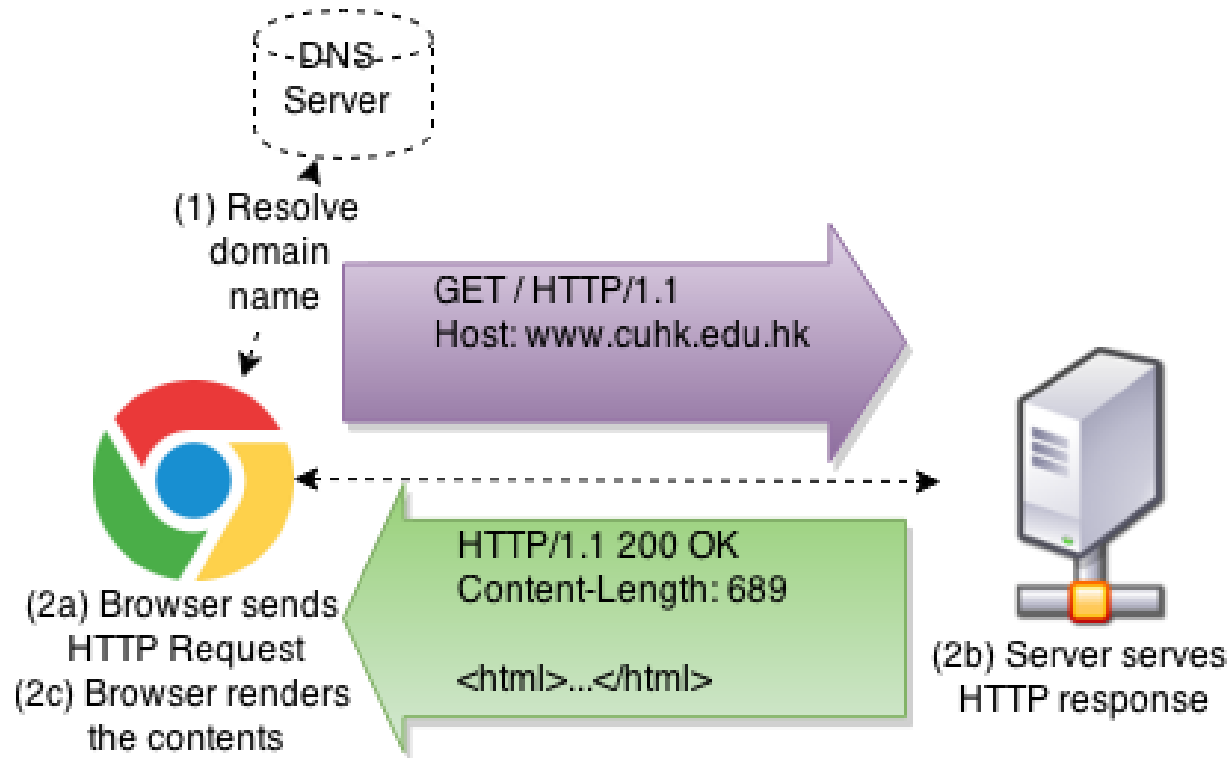 DNS
Server
(1) Resolve
domain
name
GET / HTTP/1.1
Host: www.cuhk.edu.hk
HTTP/1.1 200 OK
Content-Length: 689
<html>...</html>
(2a) Browser sends
HTTP Request
(2c) Browser renders
the contents
(2b) Server serves
HTTP response